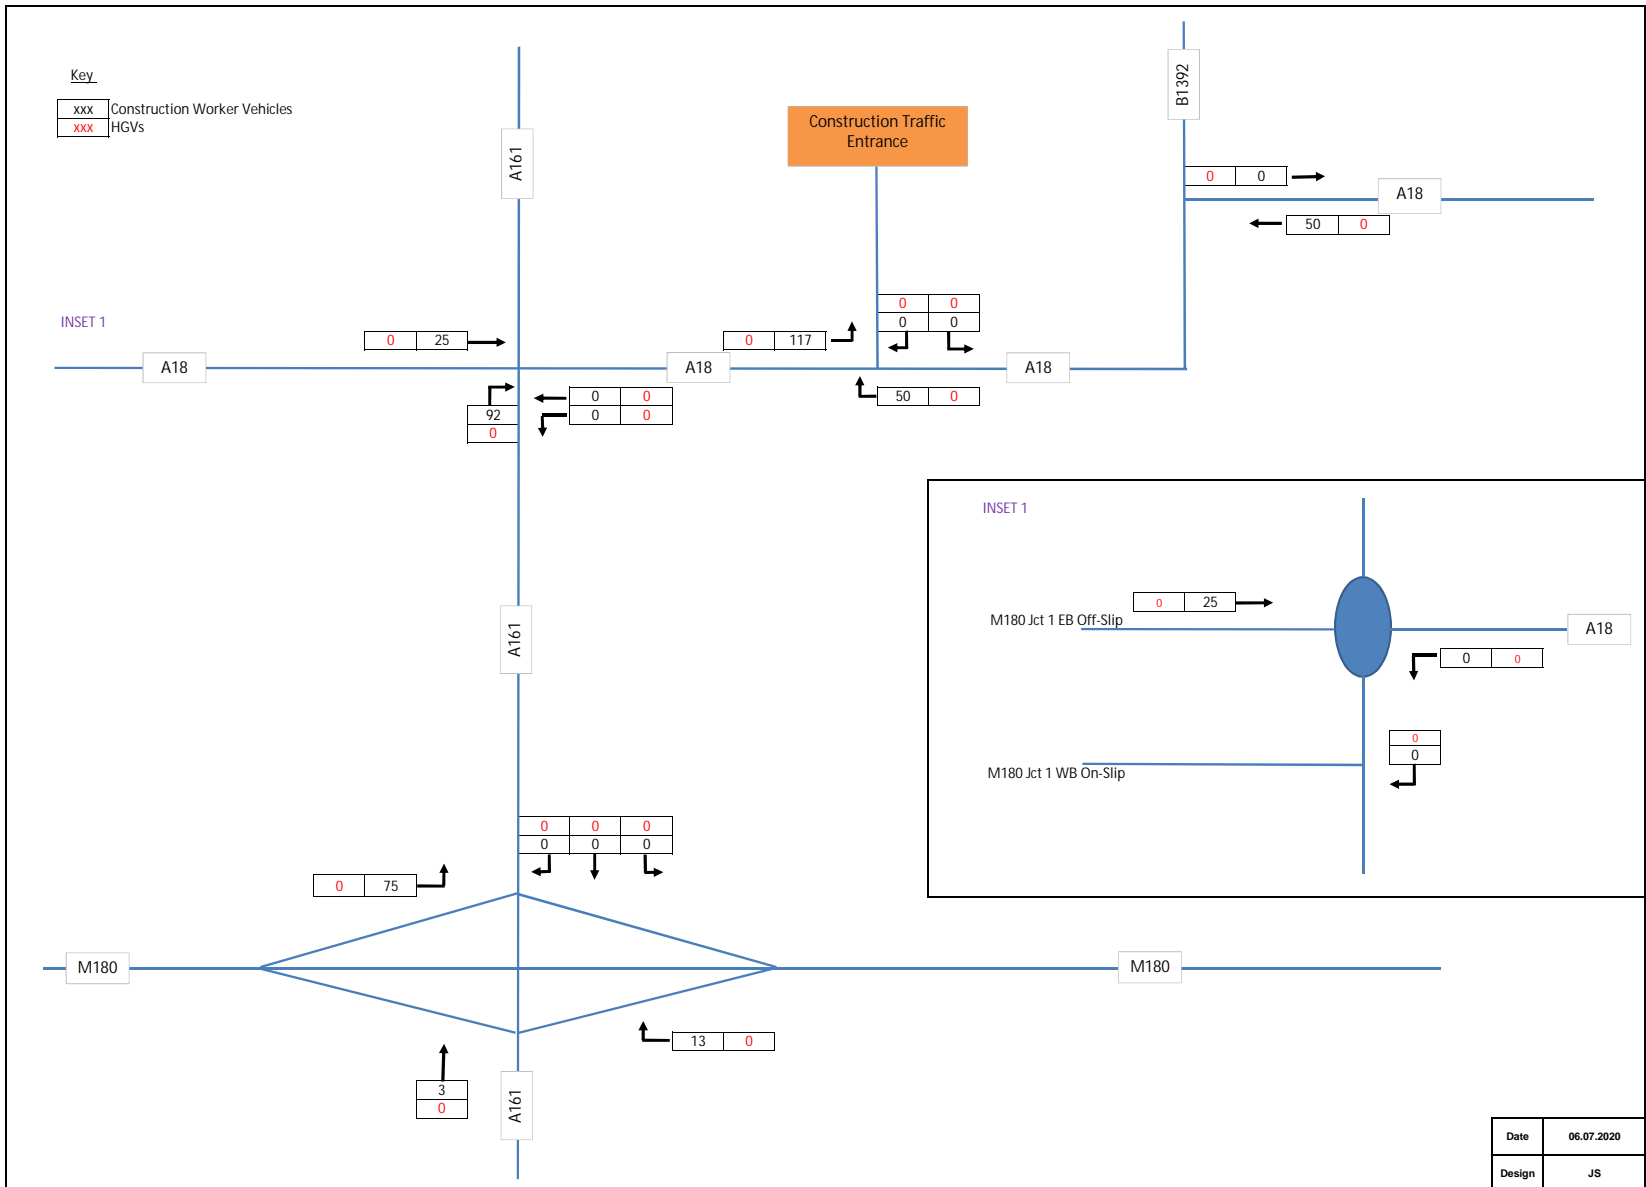 Key
xxx Construction Worker Vehicles
xxx HGVs
A161
Construction Traffic
Entrance
B1392
0 0
A18
50 0
INSET 1
0 25
0 117
0 0
0 0
A18
A18
A18
92
0
0 0
0 0
50 0
INSET 1
0 25
M180 Jct 1 EB Off-Slip
A18
0 0
0
0
M180 Jct 1 WB On-Slip
A161
0 0 0
0 0 0
0 75
M180
M180
13 0
3
0
A161
Date 06.07.2020
Design JS